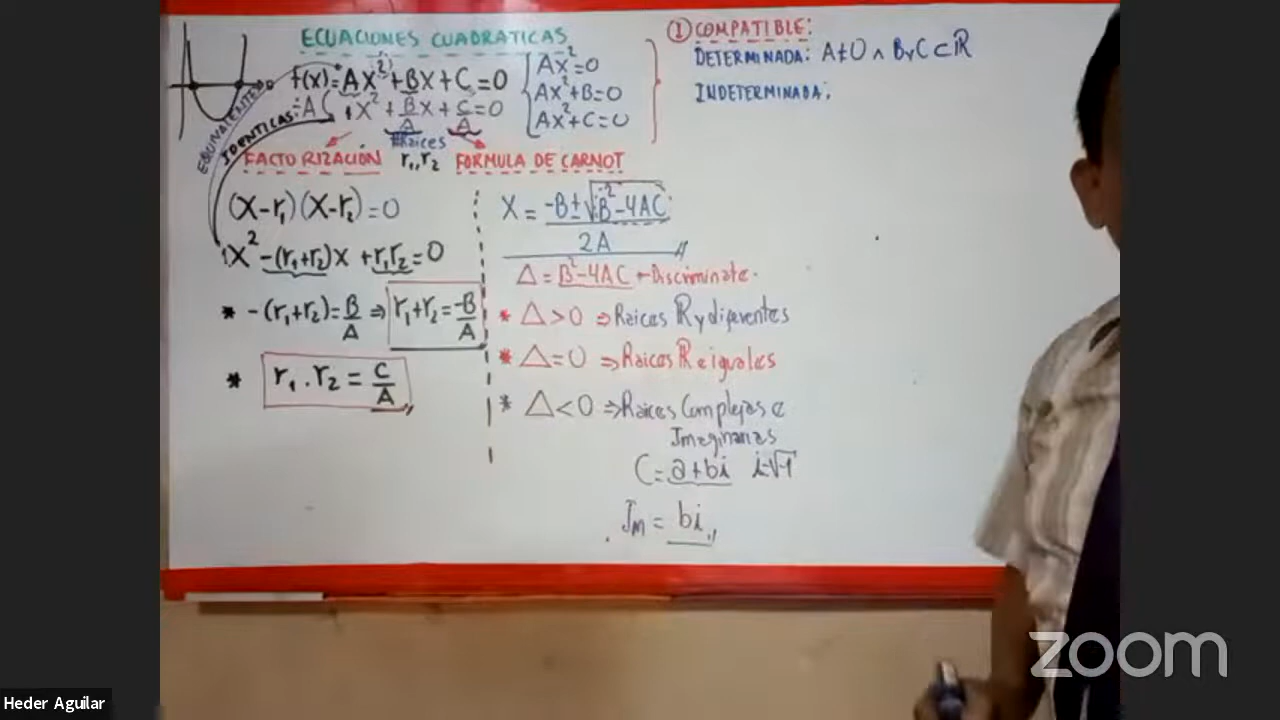 ECUACIONES CUADRATICAS
f(x)=AX²+BX+C=0
1X²+B/A X+C/A=0
AX²=0
AX²+B=0
AX²+C=0
EQUIVALENTES
IDENTICAS:
#Raices
FACTORIZACIÓN r₁,r₂ FORMULA DE CARNOT
(X-r₁)(X-r₂)=0
1X²-(r₁+r₂)X+r₁r₂=0
* -(r₁+r₂)=B/A ⇒ r₁+r₂=-B/A
* r₁.r₂=C/A
X=-B±√B²-4AC/2A
Δ=B²-4AC←Discriminate.
* Δ>0 ⇒Raices R y diferentes
* Δ=0 ⇒Raices R e iguales
* Δ<0 ⇒Raices Complejas e
Imaginarias
C=a+bi i=√-1
Im=bi
① COMPATIBLE:
DETERMINADA: A≠0 ∧ B y C⊂R
INDETERMINADA:
Heder Aguilar
zoom